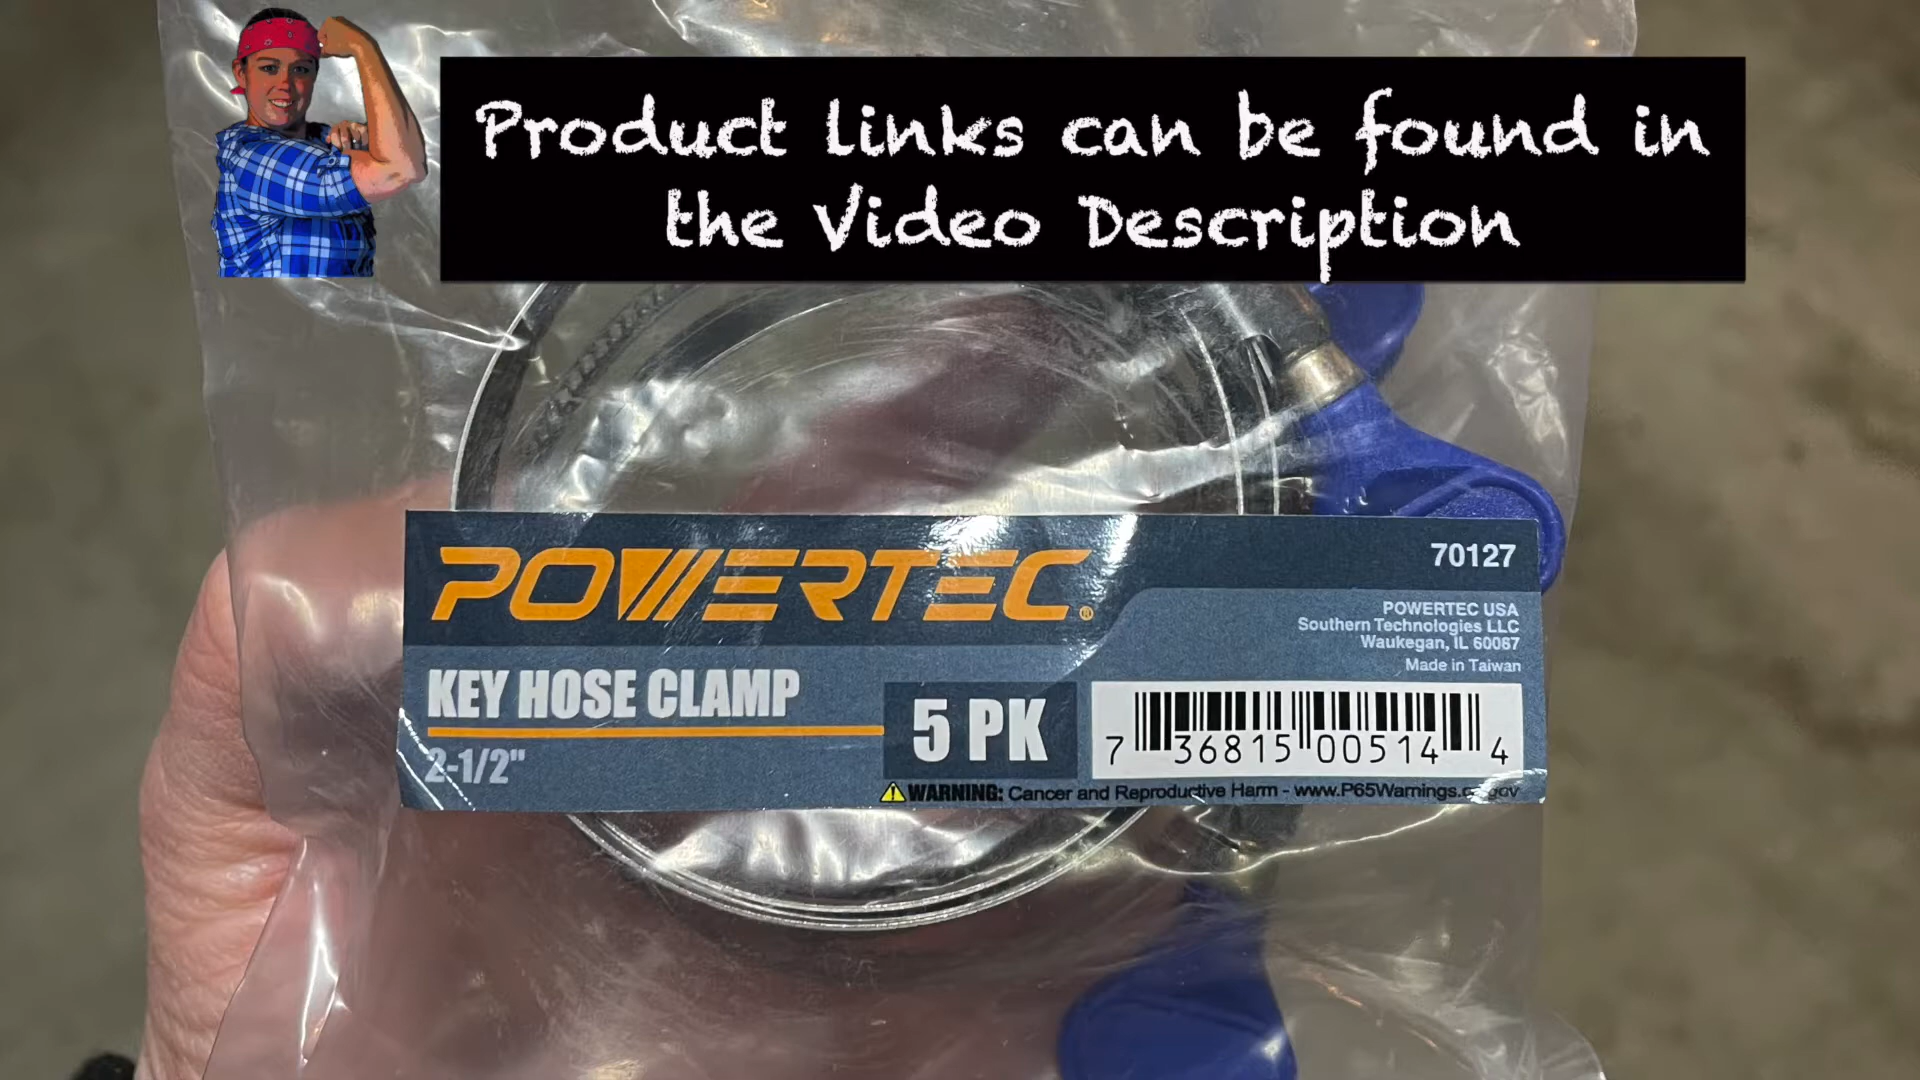 Product links can be found in
the Video Description
POWERTEC®
70127
POWERTEC USA
Southern Technologies LLC
Waukegan, IL 60087
Made in Taiwan
KEY HOSE CLAMP
2-1/2"
5 PK
7 36815 00514 4
WARNING: Cancer and Reproductive Harm - www.P65Warnings.ca.gov